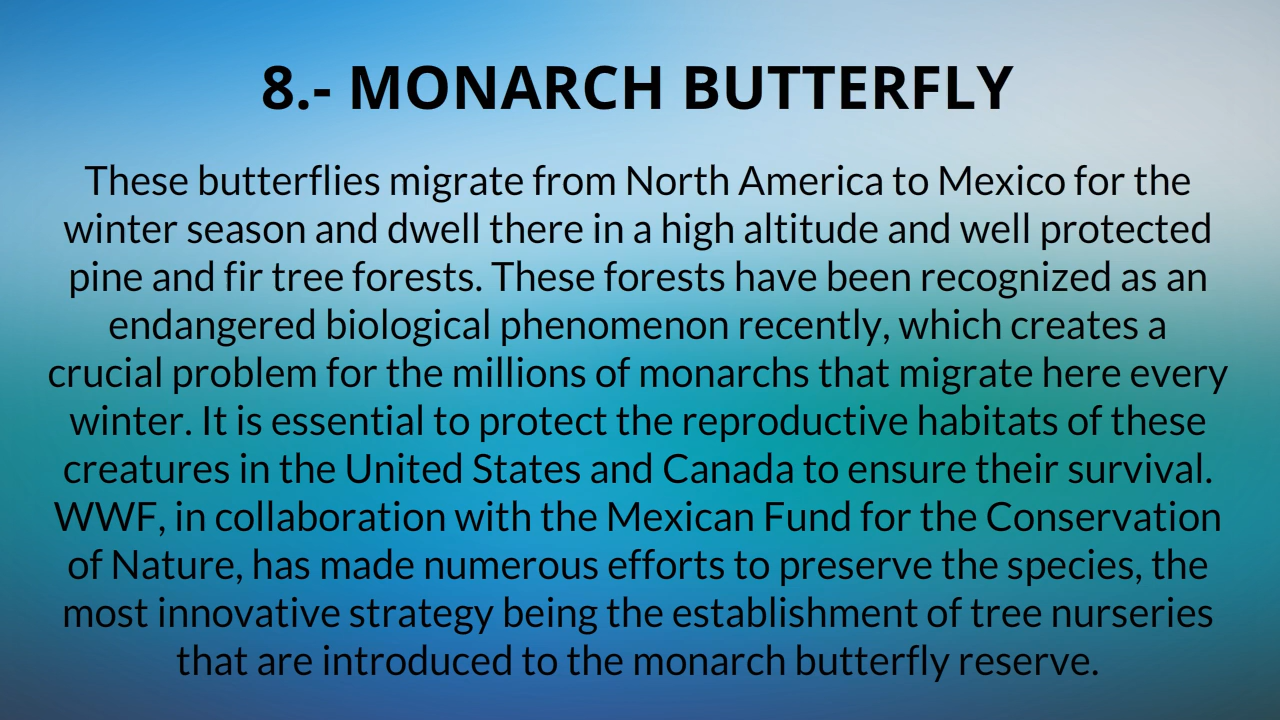 8.- MONARCH BUTTERFLY
These butterflies migrate from North America to Mexico for the
winter season and dwell there in a high altitude and well protected
pine and fir tree forests. These forests have been recognized as an
endangered biological phenomenon recently, which creates a
crucial problem for the millions of monarchs that migrate here every
winter. It is essential to protect the reproductive habitats of these
creatures in the United States and Canada to ensure their survival.
WWF, in collaboration with the Mexican Fund for the Conservation
of Nature, has made numerous efforts to preserve the species, the
most innovative strategy being the establishment of tree nurseries
that are introduced to the monarch butterfly reserve.